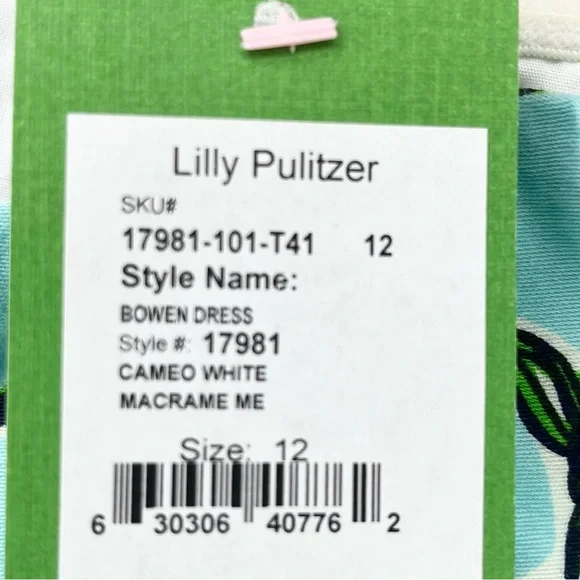 Lilly Pulitzer
SKU#
17981-101-T41 12
Style Name:
BOWEN DRESS
Style #: 17981
CAMEO WHITE
MACRAME ME
Size: 12
6 30306 40776 2